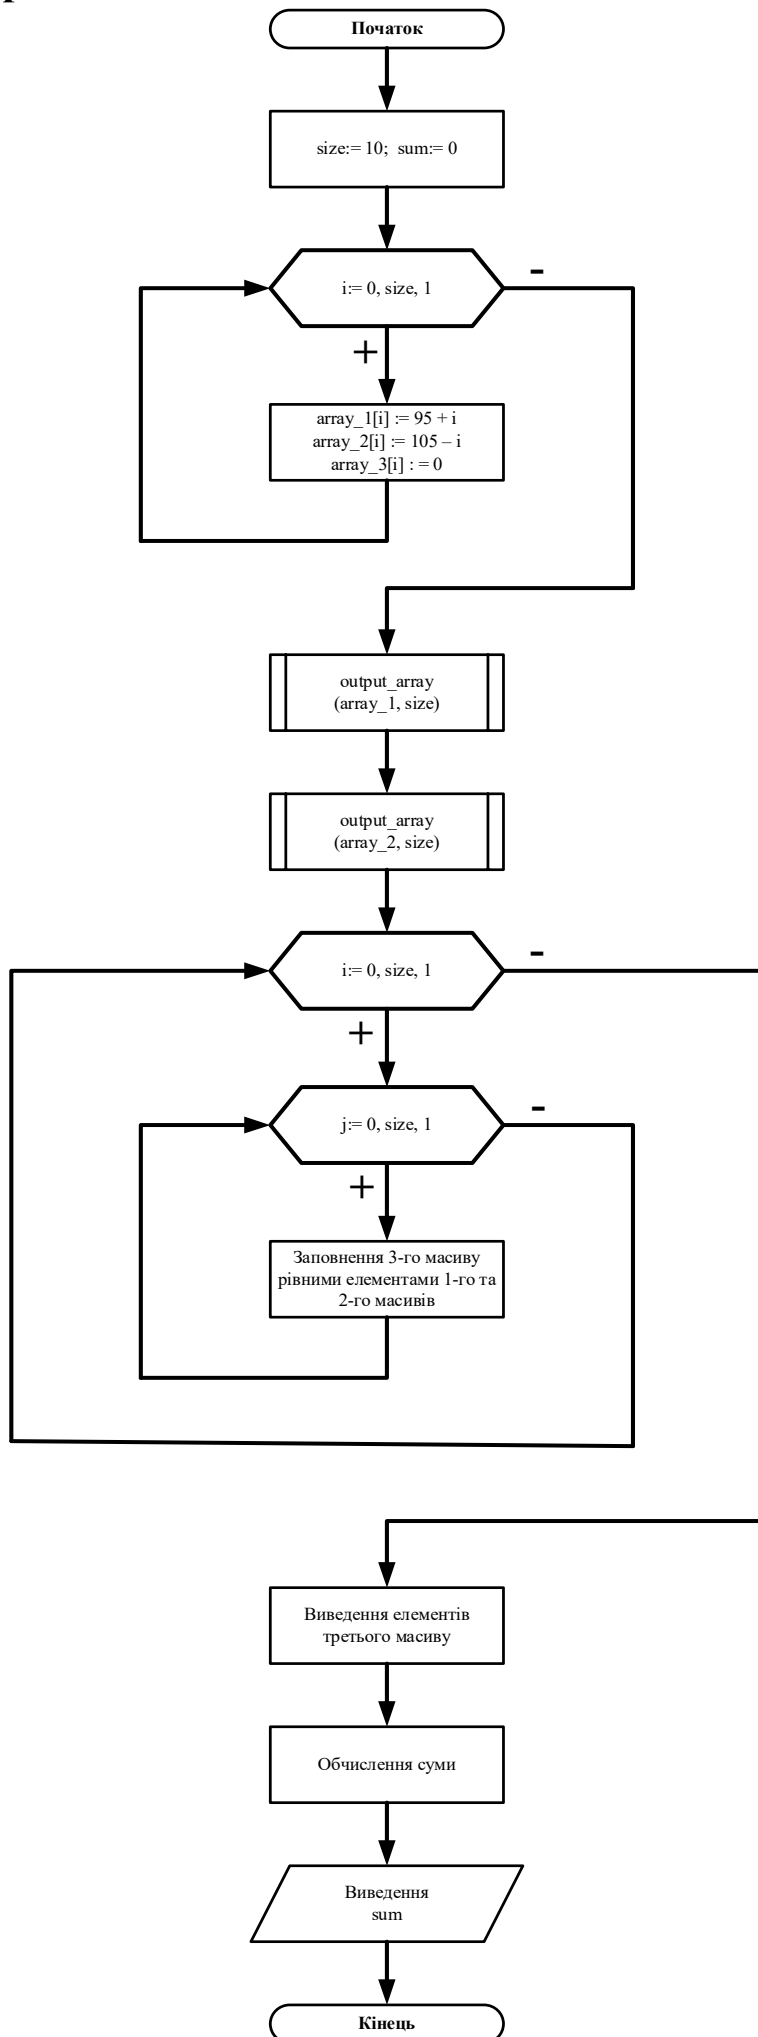 Початок
size:= 10;  sum:= 0
i:= 0, size, 1
-
+
array_1[i] := 95 + i
array_2[i] := 105 – i
array_3[i] : = 0
output_array
(array_1, size)
output_array
(array_2, size)
i:= 0, size, 1
-
+
j:= 0, size, 1
-
+
Заповнення 3-го масиву
рівними елементами 1-го та
2-го масивів
Виведення елементів
третього масиву
Обчислення суми
Виведення
sum
Кінець